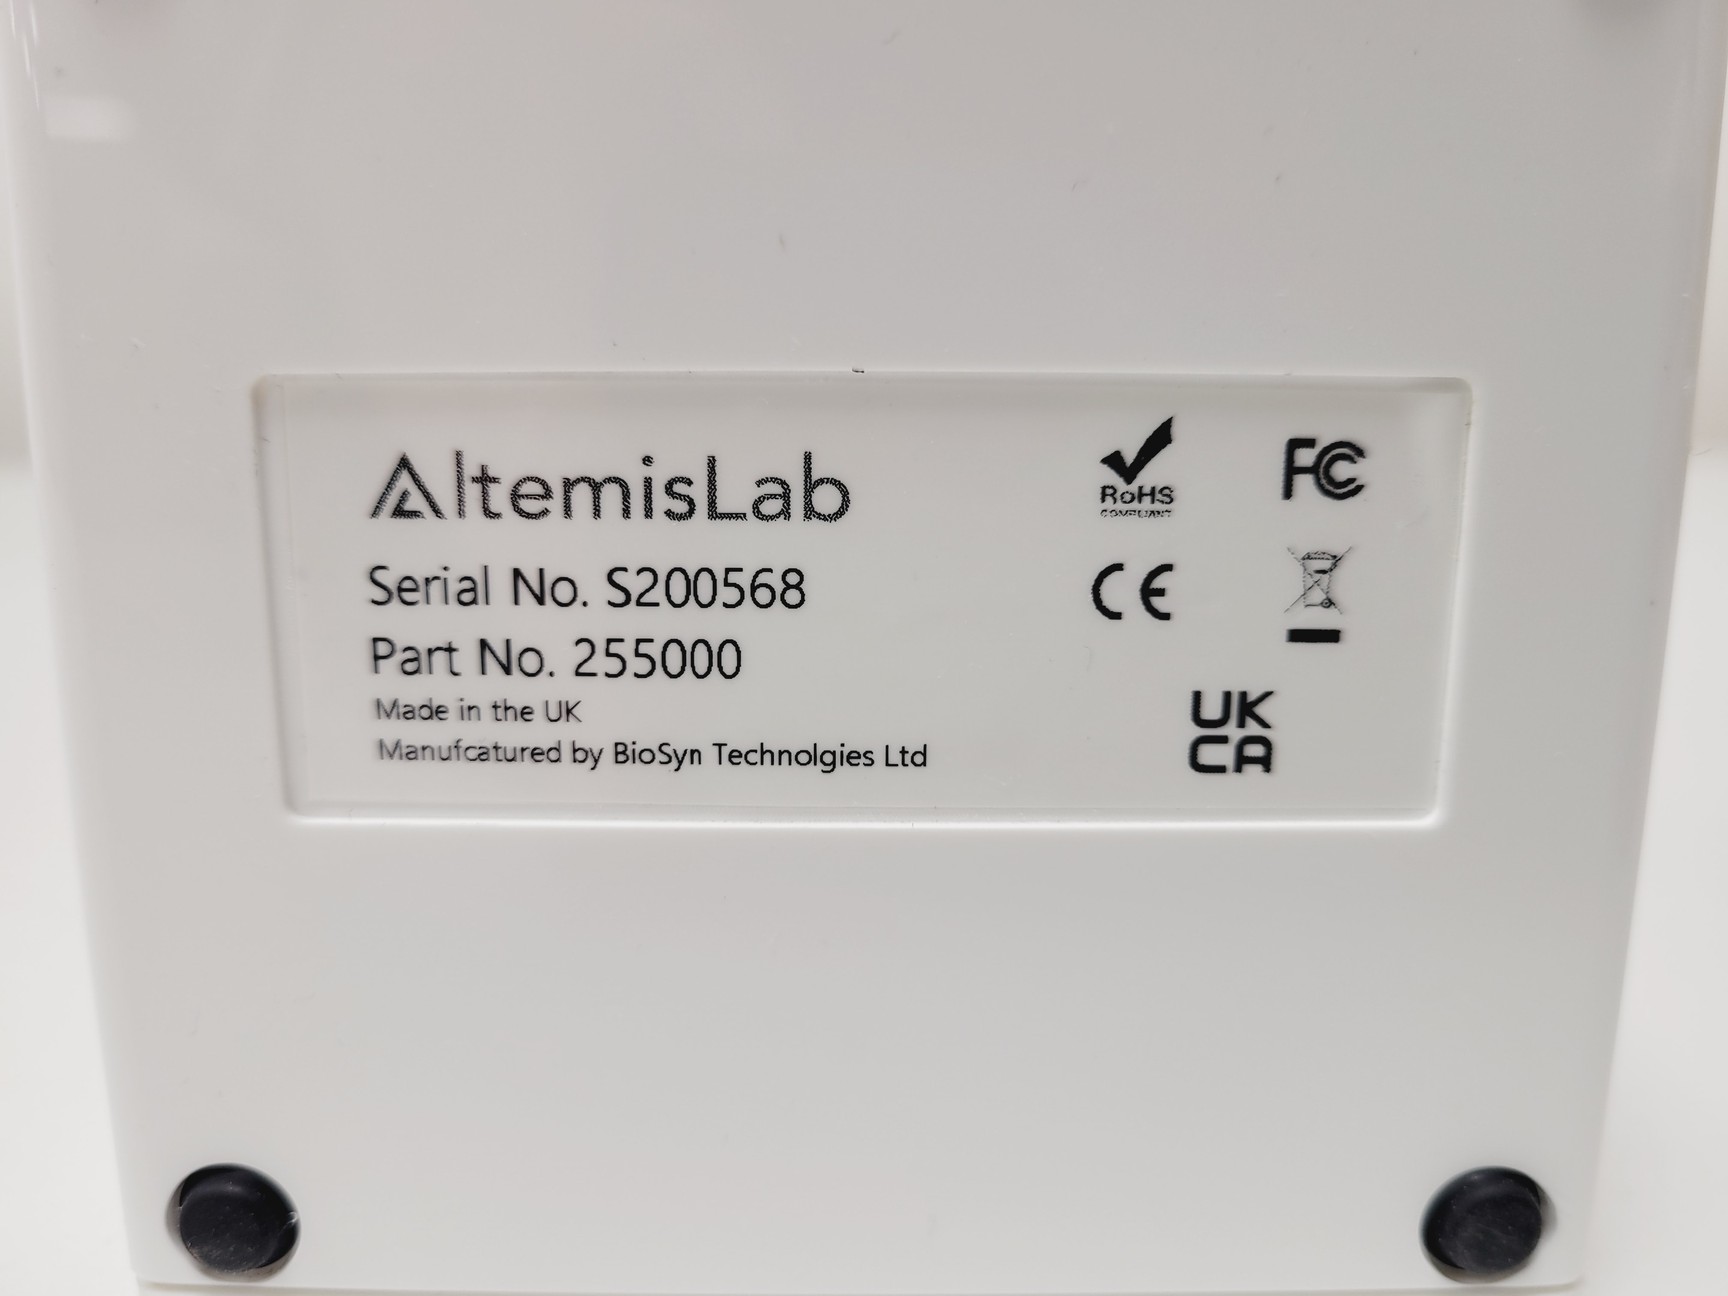 AltemisLab
Serial No. S200568
Part No. 255000
Made in the UK
Manufcatured by BioSyn Technolgies Ltd
RoHS
COMPLIANT
FC
CE
UK
CA